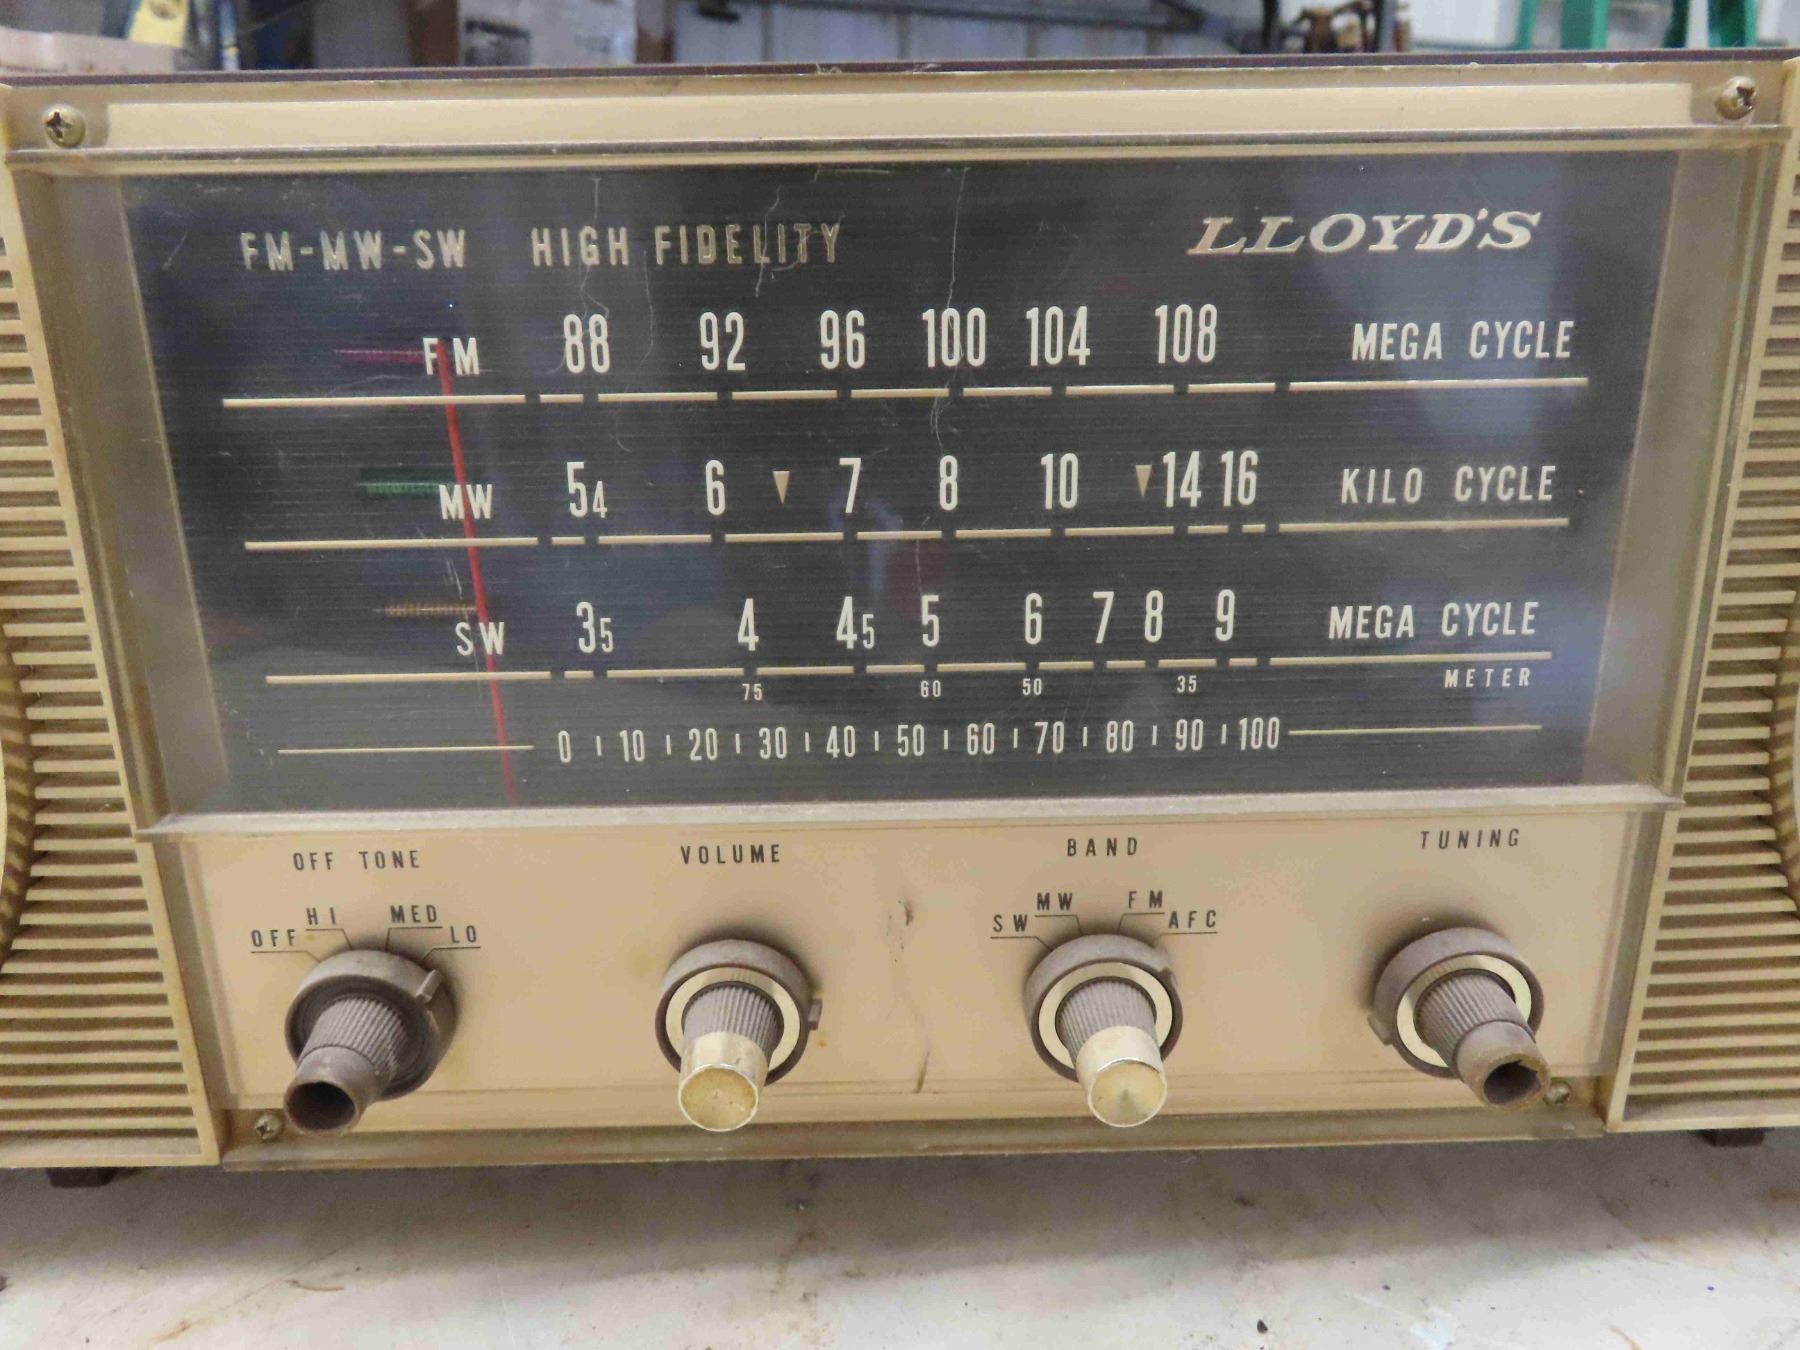 FM-MW-SW HIGH FIDELITY LLOYD'S
FM 88 92 96 100 104 108 MEGA CYCLE
MW 54 6 7 8 10 14 16 KILO CYCLE
SW 35 4 45 5 6 7 8 9 MEGA CYCLE
75 60 50 35 METER
0 10 20 30 40 50 60 70 80 90 100
OFF TONE VOLUME BAND TUNING
OFF HI MED LO SW MW FM AFC